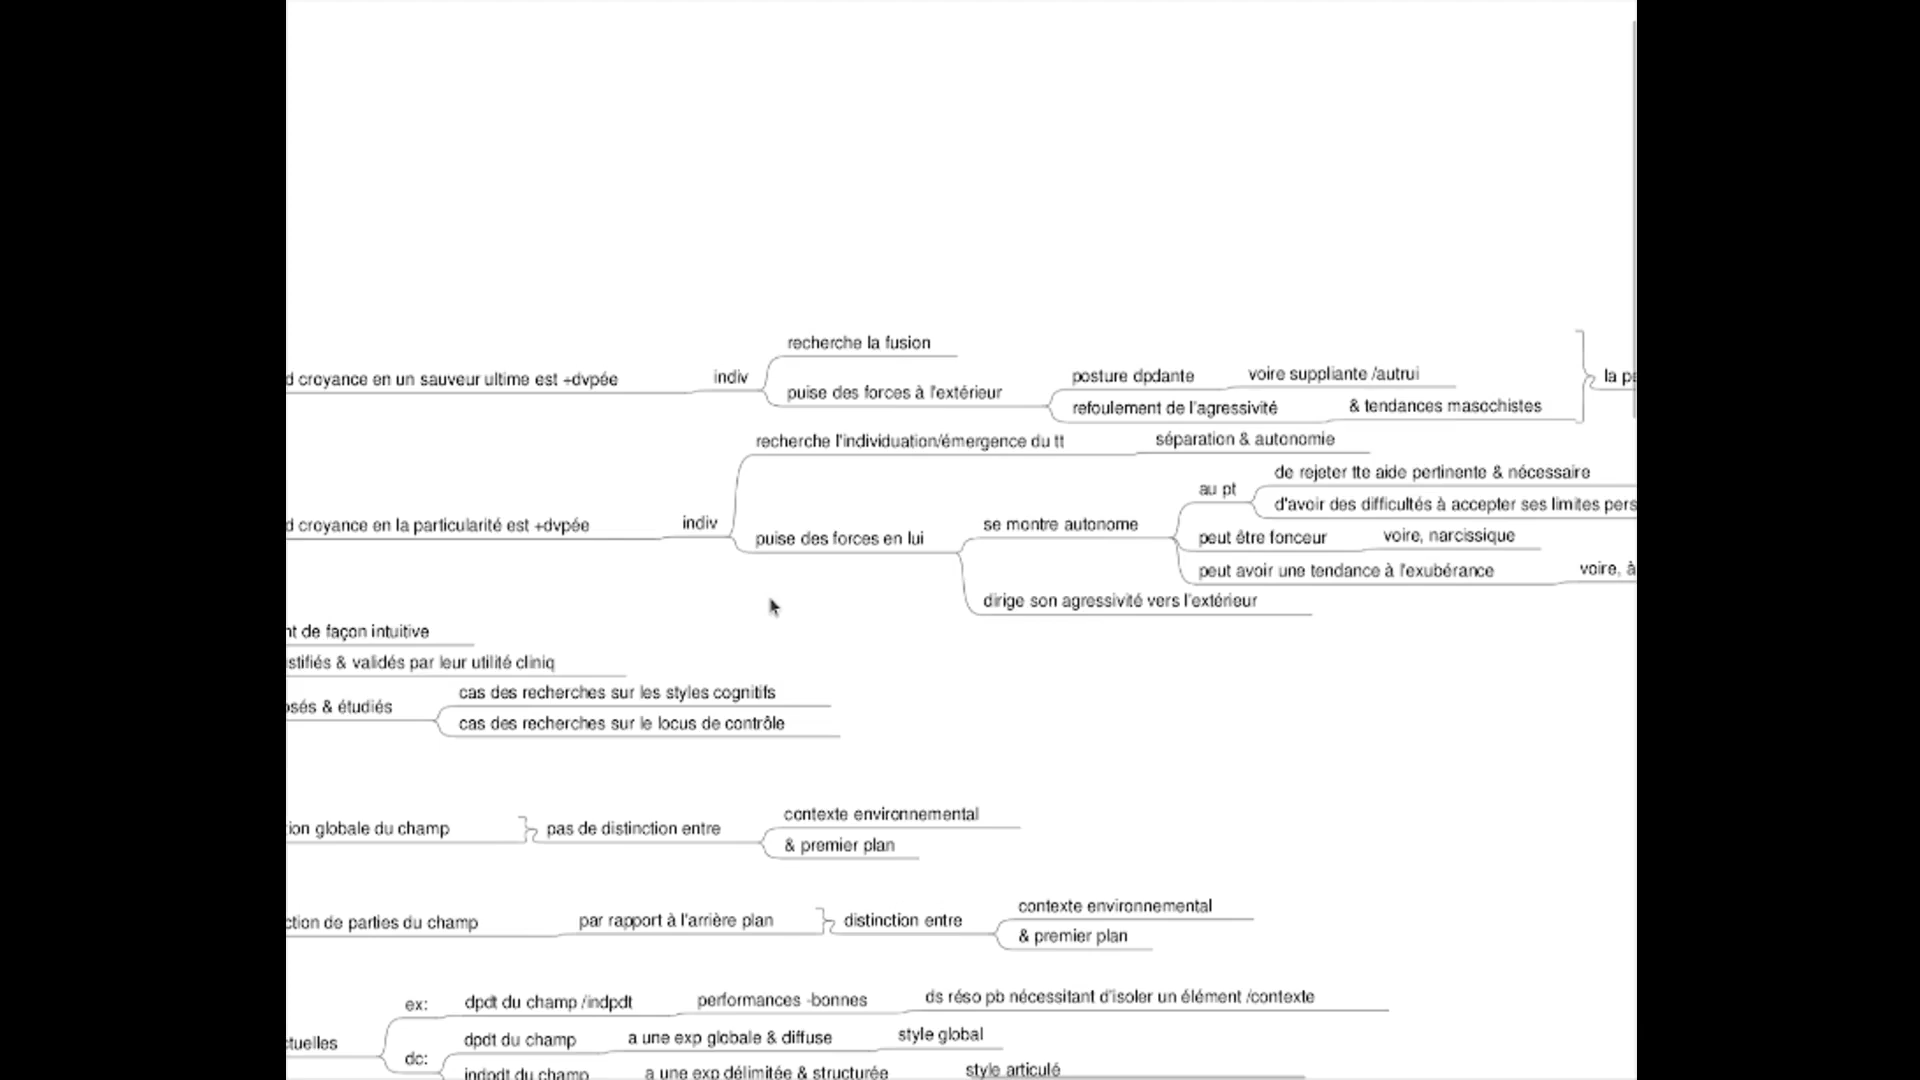 recherche la fusion
d croyance en un sauveur ultime est +dvpée
indiv
puise des forces à l'extérieur
posture dpdante
voire suppliante /autrui
refoulement de l'agressivité
& tendances masochistes
la
recherche l'individuation/émergence du tt
séparation & autonomie
d croyance en la particularité est +dvpée
indiv
puise des forces en lui
se montre autonome
au pt
de rejeter tte aide pertinente & nécessaire
d'avoir des difficultés à accepter ses limites pers
peut être fonceur
voire, narcissique
peut avoir une tendance à l'exubérance
voire, à
dirige son agressivité vers l'extérieur
nt de façon intuitive
stifiés & validés par leur utilité cliniq
osés & étudiés
cas des recherches sur les styles cognitifs
cas des recherches sur le locus de contrôle
ion globale du champ
pas de distinction entre
contexte environnemental
& premier plan
ction de parties du champ
par rapport à l'arrière plan
distinction entre
contexte environnemental
& premier plan
ctuelles
ex:
dpdt du champ /indpdt
performances -bonnes
ds réso pb nécessitant d'isoler un élément /contexte
dc:
dpdt du champ
a une exp globale & diffuse
style global
indpdt du champ
a une exp délimitée & structurée
style articulé